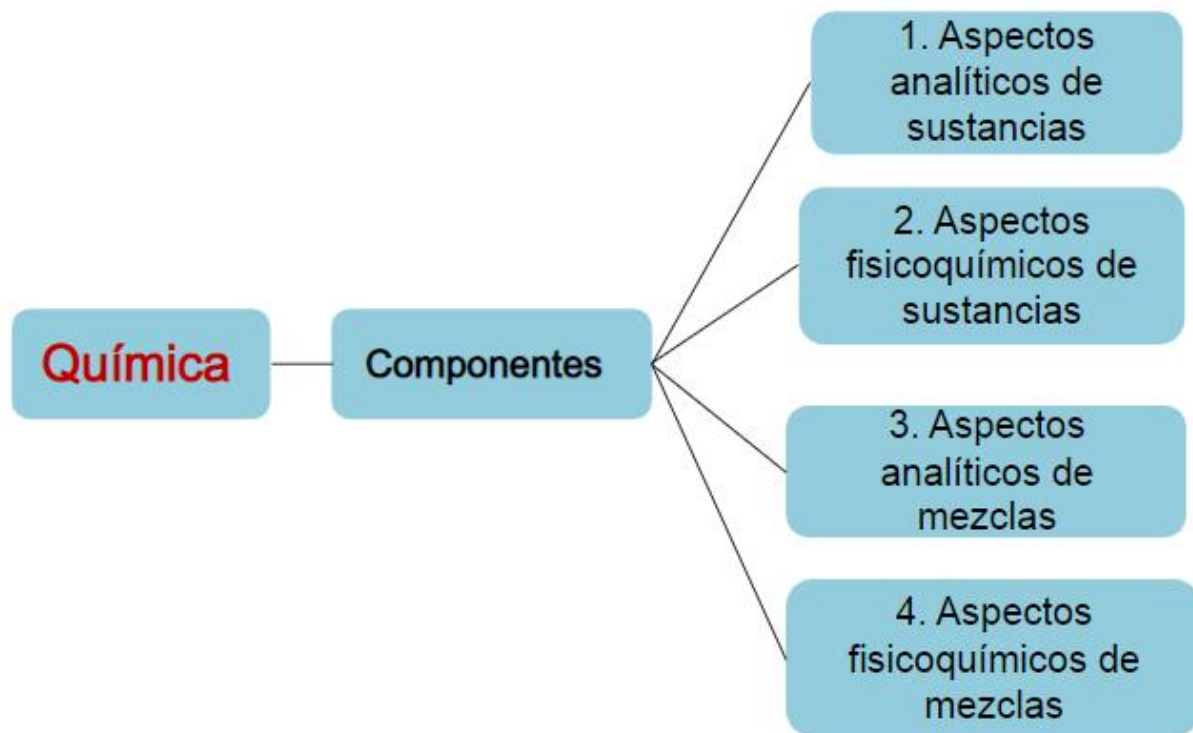 Química
Componentes
1. Aspectos
analíticos de
sustancias
2. Aspectos
fisicoquímicos de
sustancias
3. Aspectos
analíticos de
mezclas
4. Aspectos
fisicoquímicos de
mezclas